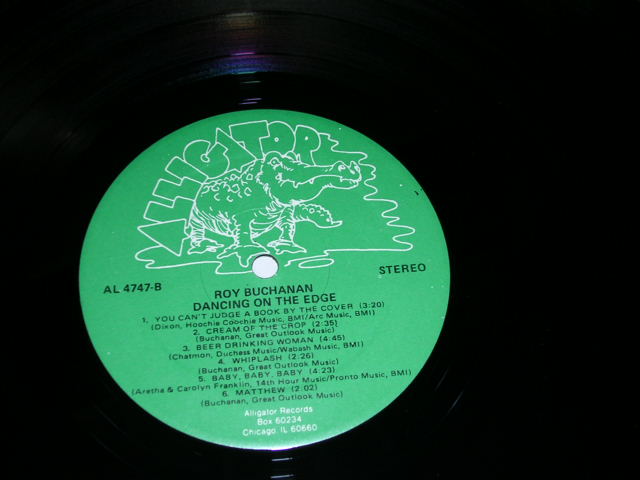 ALLIGATOR
AL 4747-B
STEREO
ROY BUCHANAN
DANCING ON THE EDGE
1. YOU CAN'T JUDGE A BOOK BY THE COVER (3:20)
(Dixon, Hoochie Coochie Music, BMI/Arc Music, BMI)
2. CREAM OF THE CROP (2:35)
(Buchanan, Great Outlook Music)
3. BEER DRINKING WOMAN (4:45)
(Chatmon, Duchess Music/Wabash Music, BMI)
4. WHIPLASH (2:26)
(Buchanan, Great Outlook Music)
5. BABY, BABY, BABY (4:23)
(Aretha & Carolyn Franklin, 14th Hour Music/Pronto Music, BMI)
6. MATTHEW (2:02)
(Buchanan, Great Outlook Music)
Alligator Records
Box 60234
Chicago, IL 60660